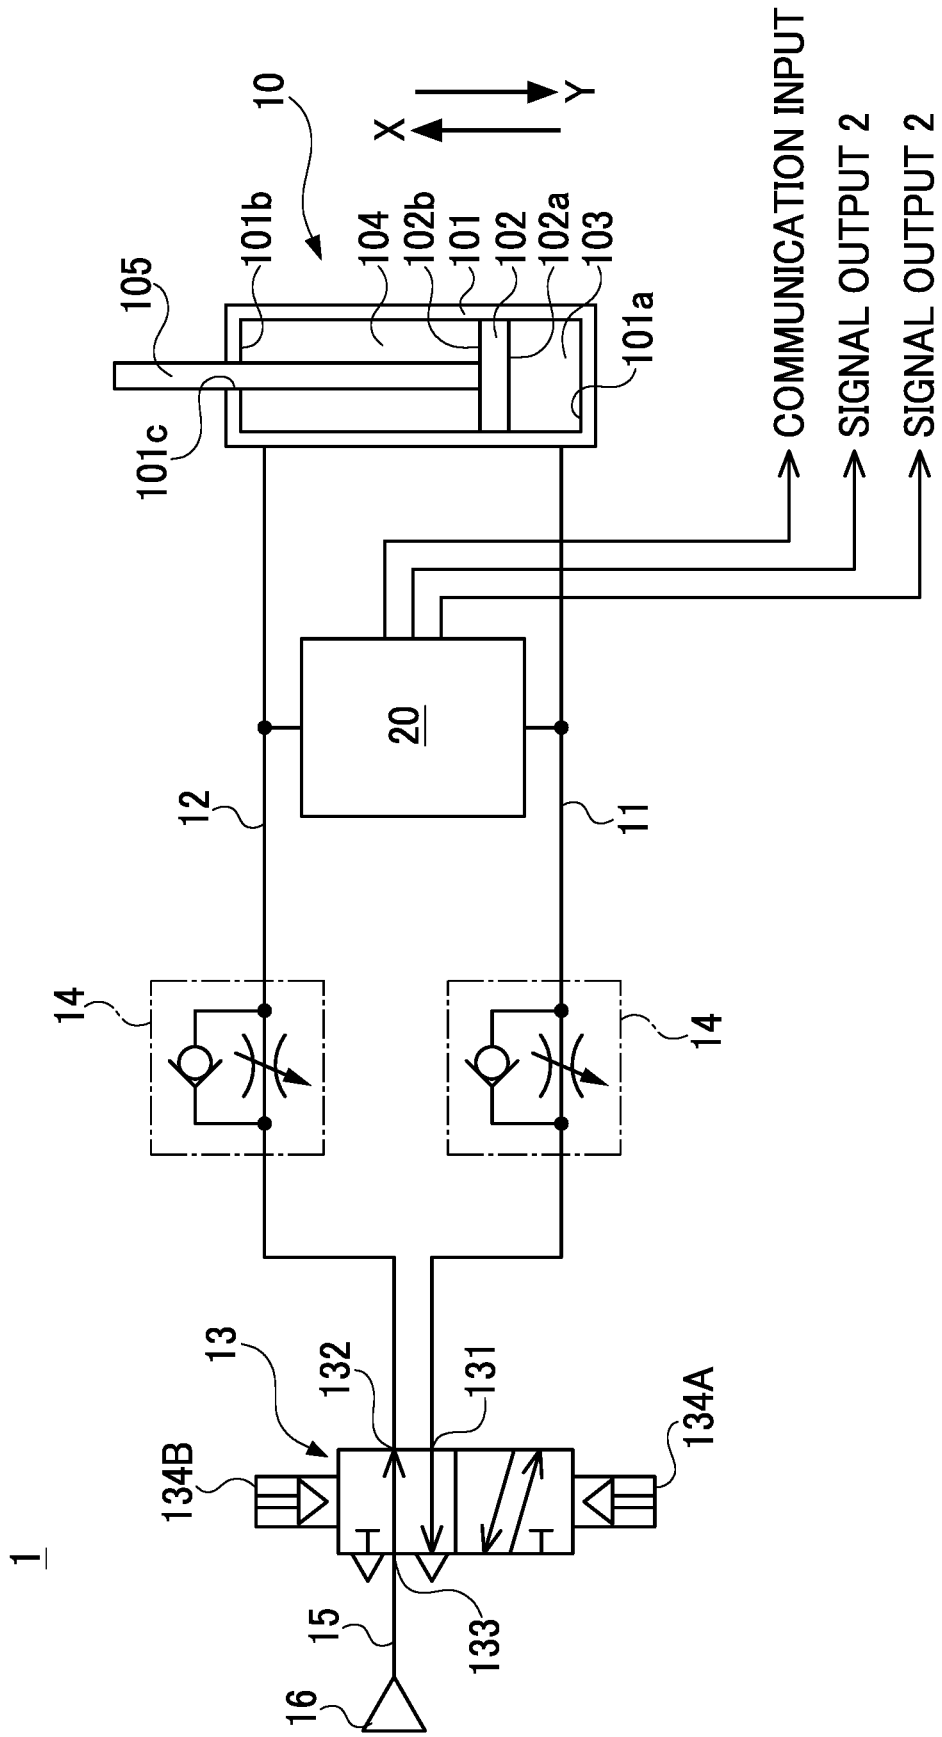 1
16
15
133
134B
13
132
131
134A
14
14
12
11
20
10
105
101c
101b
104
102b
101
102
102a
103
101a
X
Y
COMMUNICATION INPUT
SIGNAL OUTPUT 2
SIGNAL OUTPUT 2